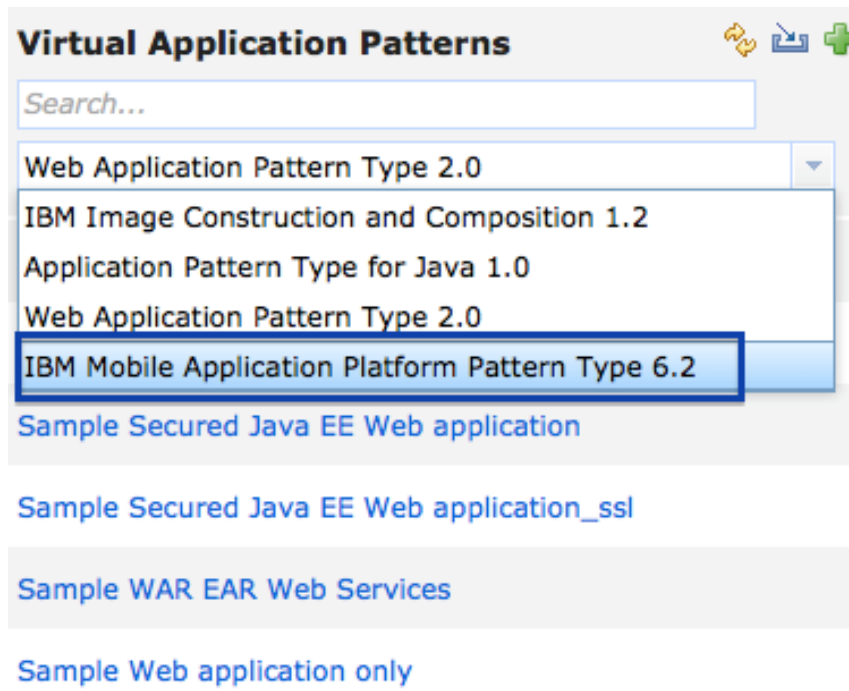 Virtual Application Patterns
Search...
Web Application Pattern Type 2.0
IBM Image Construction and Composition 1.2
Application Pattern Type for Java 1.0
Web Application Pattern Type 2.0
IBM Mobile Application Platform Pattern Type 6.2
Sample Secured Java EE Web application
Sample Secured Java EE Web application_ssl
Sample WAR EAR Web Services
Sample Web application only